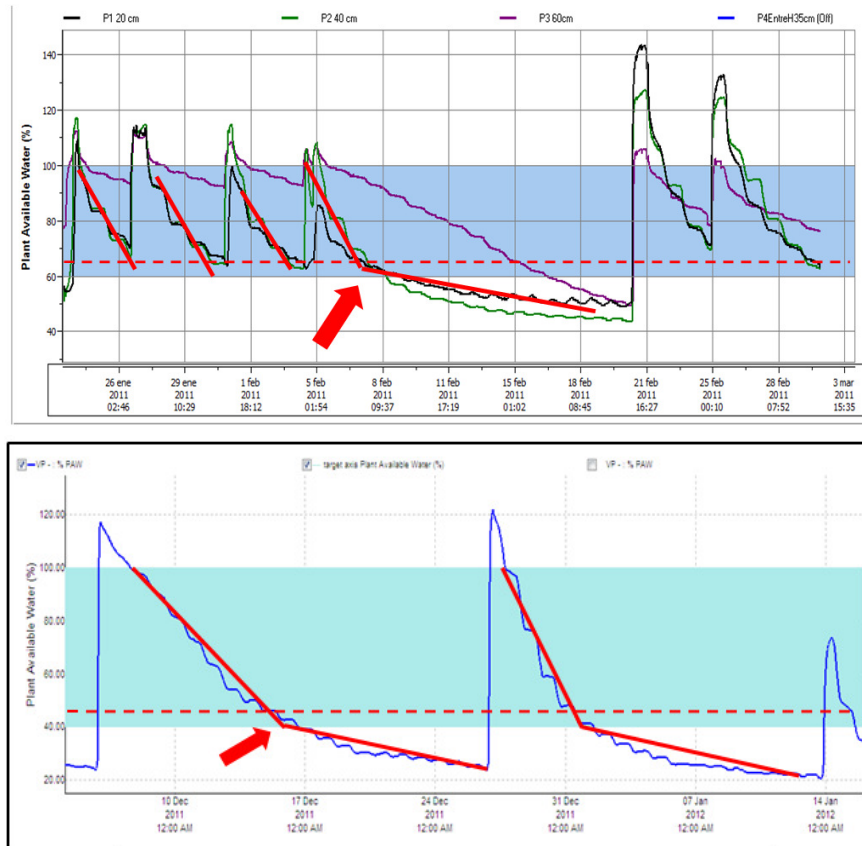 P1 20 cm P2 40 cm P3 60cm P4EntreH35cm (Off)
Plant Available Water (%)
140
120
100
80
60
40
26 ene 29 ene 1 feb 5 feb 8 feb 11 feb 15 feb 18 feb 21 feb 25 feb 28 feb 3 mar
2011 2011 2011 2011 2011 2011 2011 2011 2011 2011 2011 2011
02:46 10:29 18:12 01:54 09:37 17:19 01:02 08:45 16:27 00:10 07:52 15:35
VP - : % PAW target axis Plant Available Water (%) VP - : % PAW
Plant Available Water (%)
120.00
100.00
80.00
60.00
40.00
20.00
10 Dec 17 Dec 24 Dec 31 Dec 07 Jan 14 Jan
2011 2011 2011 2011 2012 2012
12:00 AM 12:00 AM 12:00 AM 12:00 AM 12:00 AM 12:00 AM